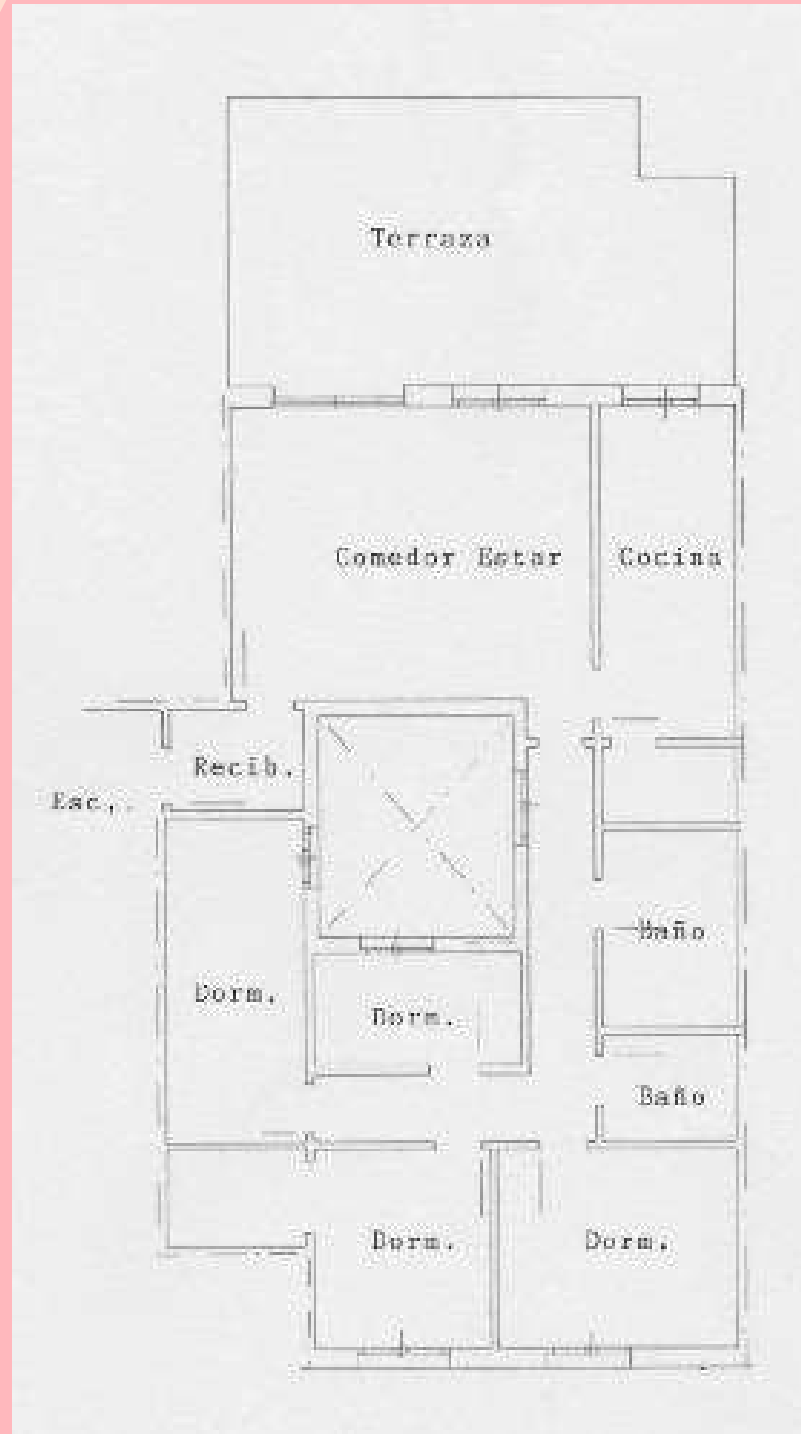 Terraza
Comedor Estar
Cocina
Recib.
Esc,.
Baño
Dorm.
Dorm.
Baño
Dorm.
Dorm.